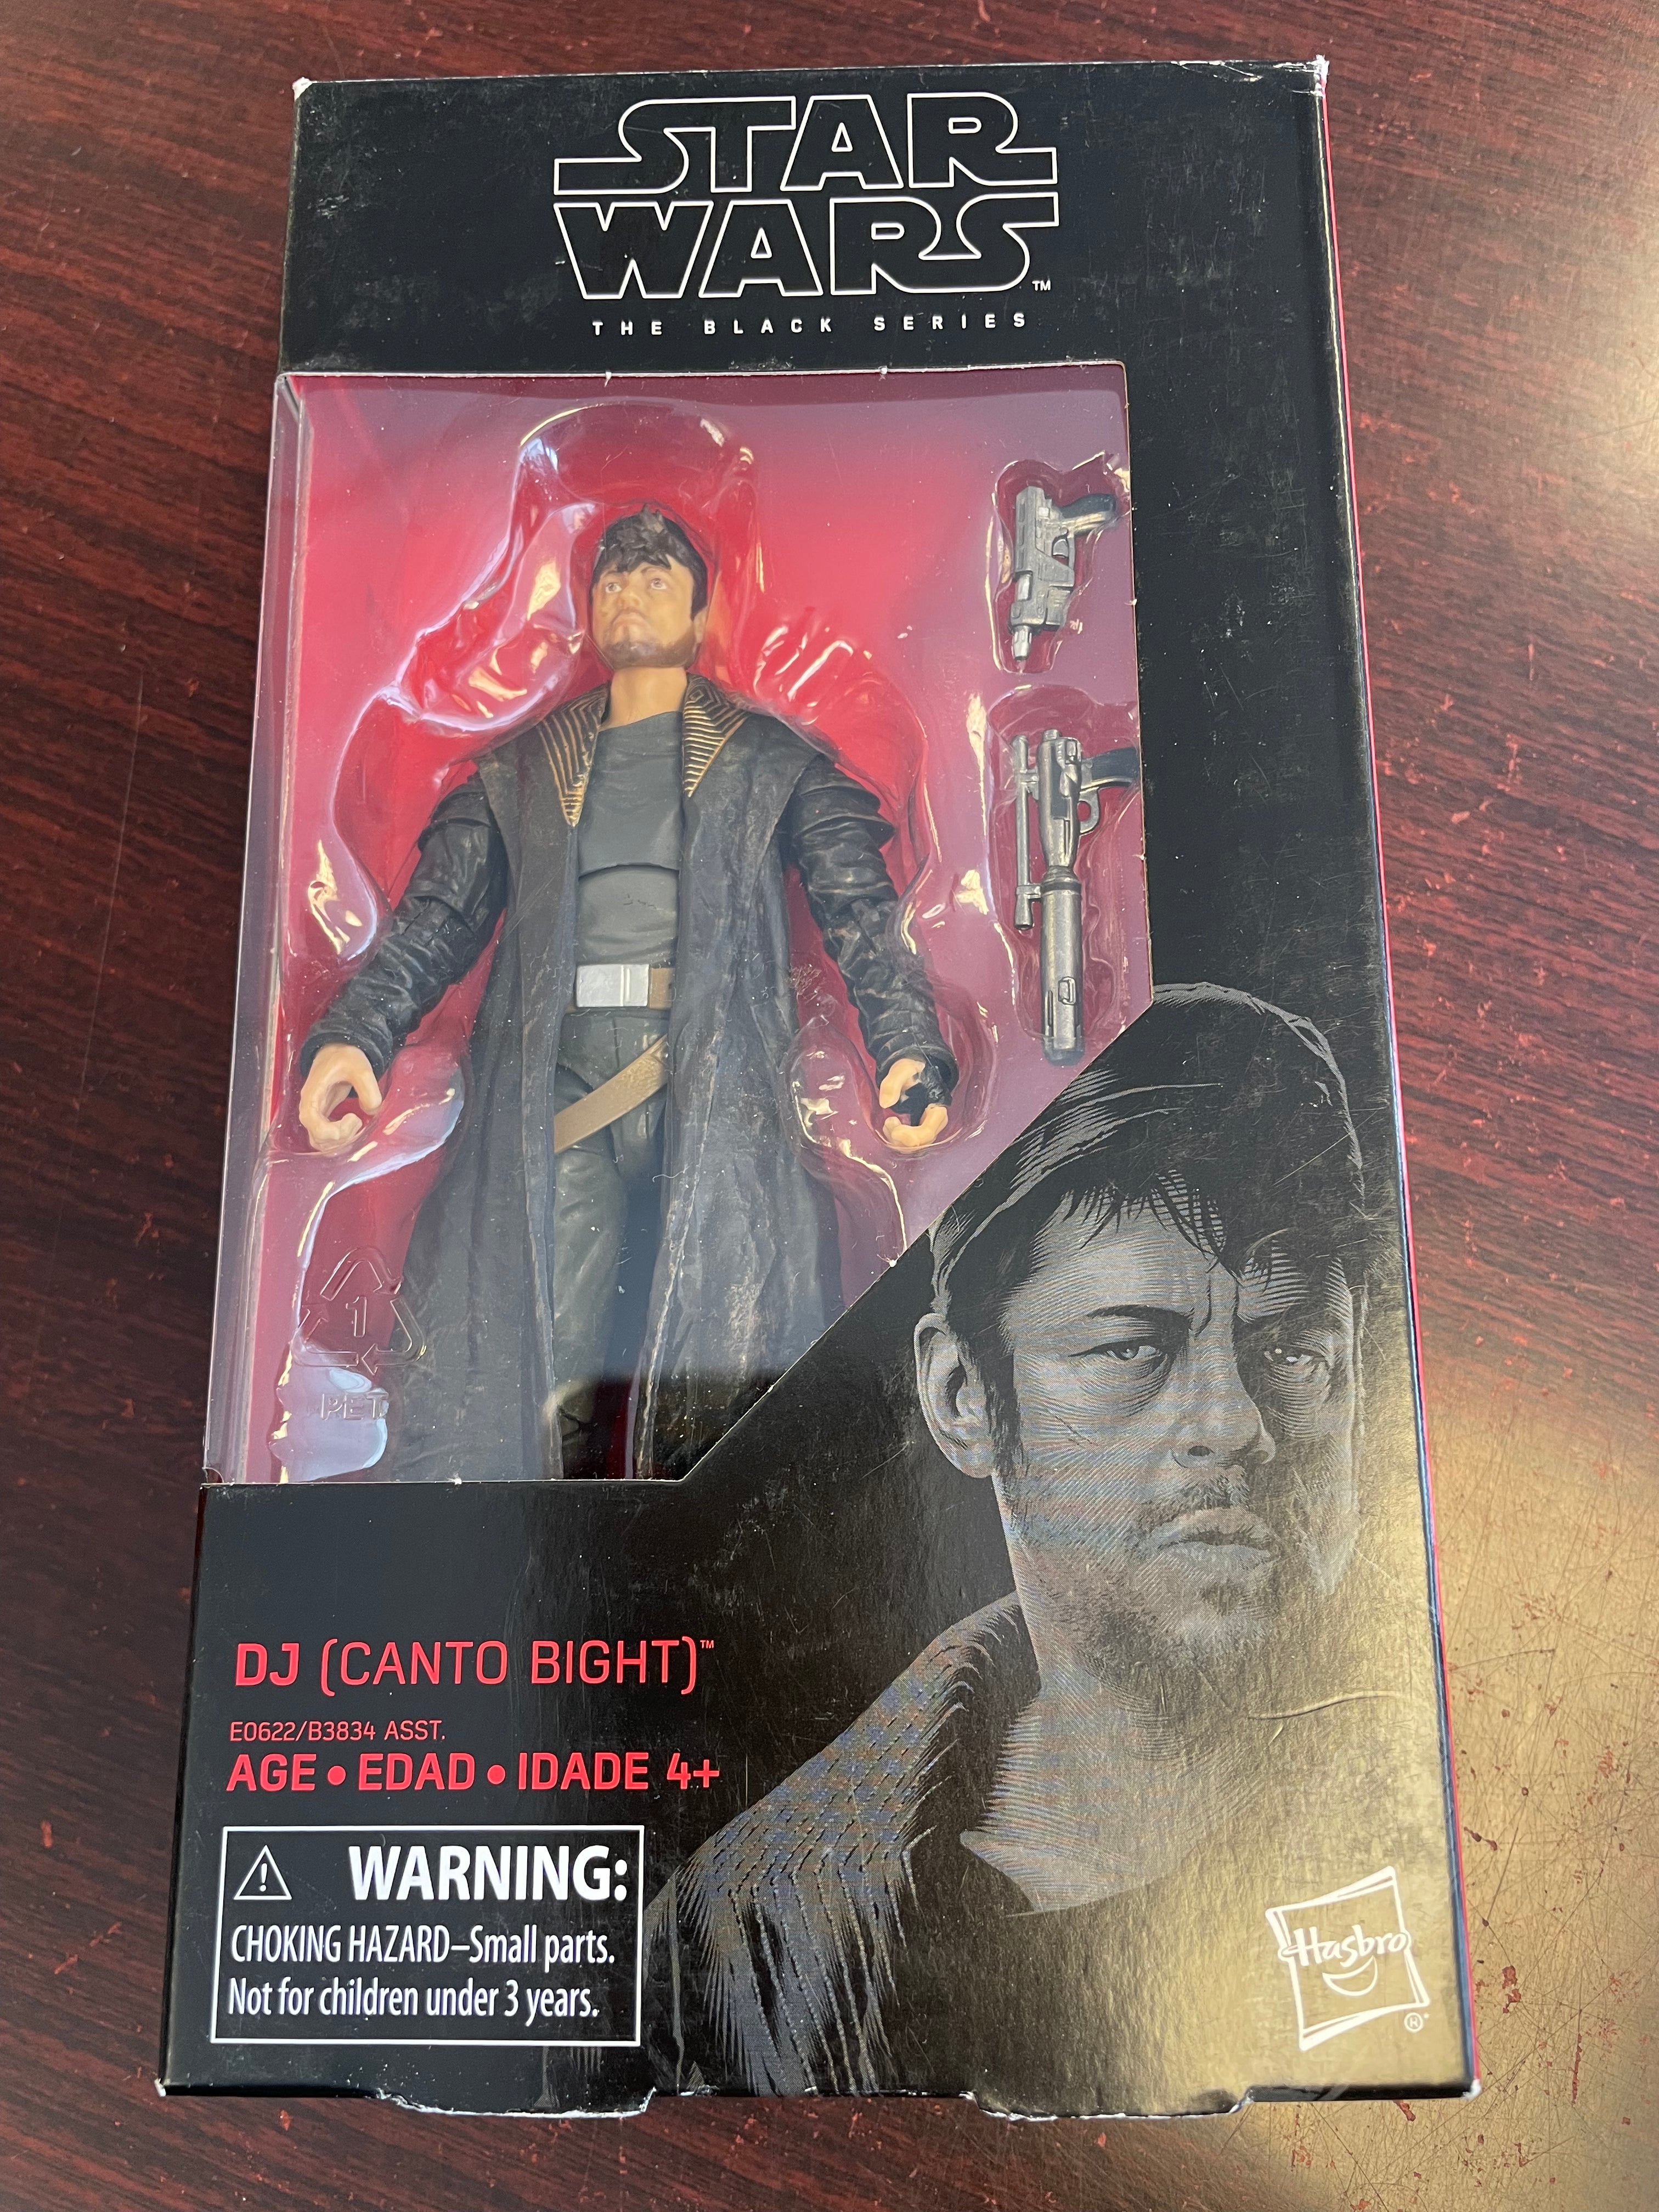 STAR
WARS™
THE BLACK SERIES
1
PET
DJ (CANTO BIGHT)™
E0622/B3834 ASST.
AGE • EDAD • IDADE 4+
WARNING:
CHOKING HAZARD–Small parts.
Not for children under 3 years.
Hasbro
®